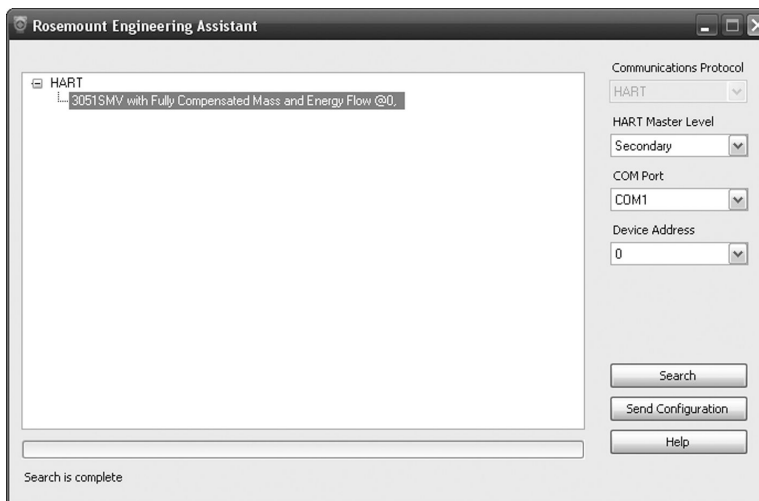 Rosemount Engineering Assistant
HART
3051SMV with Fully Compensated Mass and Energy Flow @0,
Communications Protocol
HART
HART Master Level
Secondary
COM Port
COM1
Device Address
0
Search
Send Configuration
Help
Search is complete